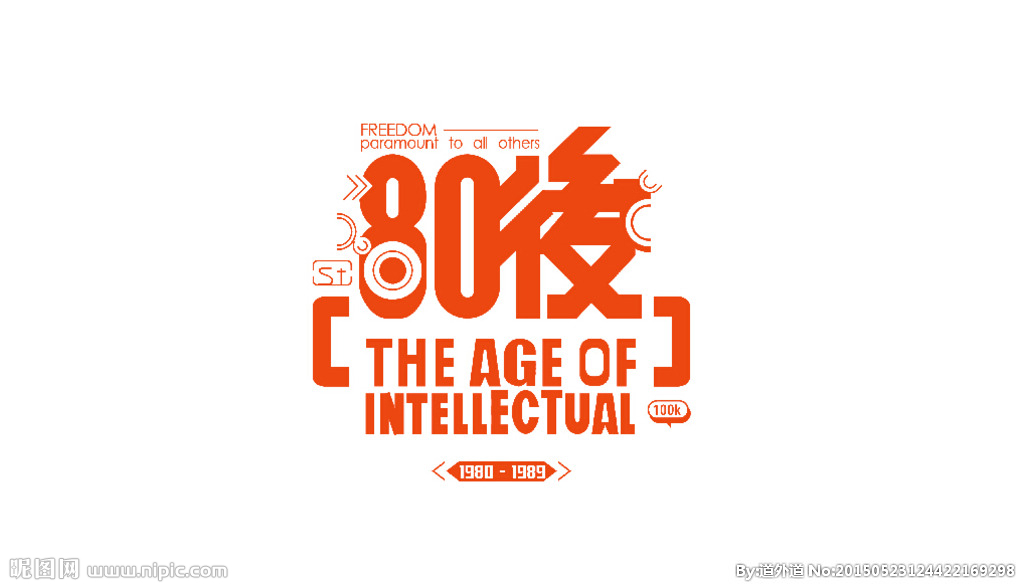 FREEDOM
paramount to all others
80後
St
THE AGE OF
INTELLECTUAL
100k
1980 - 1989
昵图网 www.nipic.com
By:道外道 No:20150523124422169298